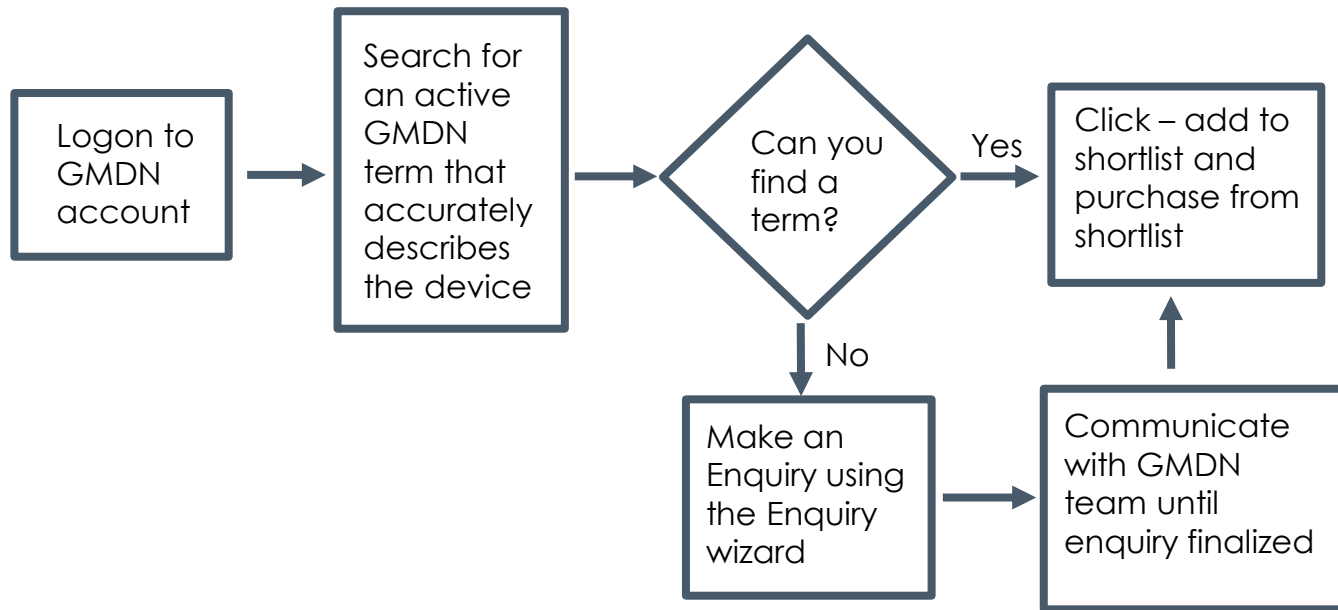 Logon to
GMDN
account
Search for
an active
GMDN
term that
accurately
describes
the device
Can you
find a
term?
Yes
Click – add to
shortlist and
purchase from
shortlist
No
Make an
Enquiry using
the Enquiry
wizard
Communicate
with GMDN
team until
enquiry finalized